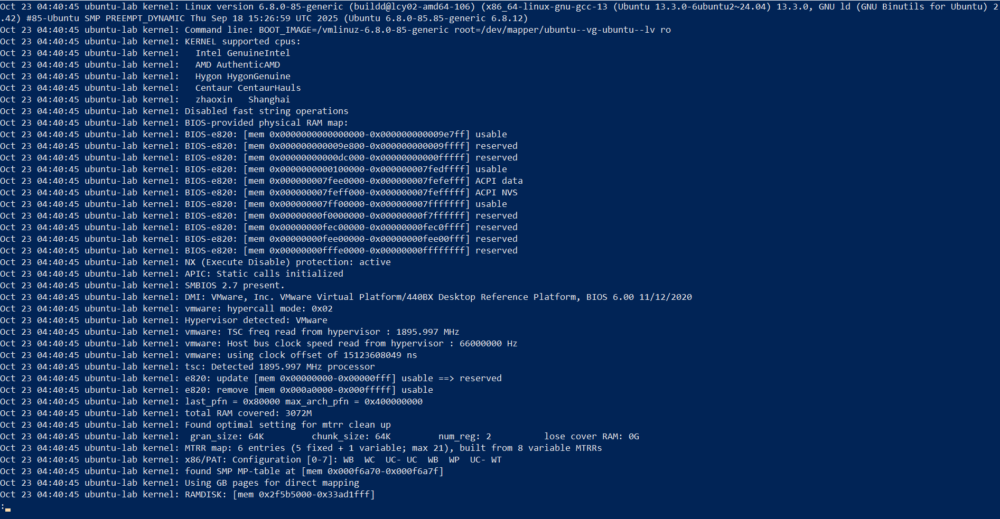 Oct 23 04:40:45 ubuntu-lab kernel: Linux version 6.8.0-85-generic (buildd@lcy02-amd64-106) (x86_64-linux-gnu-gcc-13 (Ubuntu 13.3.0-6ubuntu2~24.04) 13.3.0, GNU ld (GNU Binutils for Ubuntu) 2
.42) #85-Ubuntu SMP PREEMPT_DYNAMIC Thu Sep 18 15:26:59 UTC 2025 (Ubuntu 6.8.0-85.85-generic 6.8.12)
Oct 23 04:40:45 ubuntu-lab kernel: Command line: BOOT_IMAGE=/vmlinuz-6.8.0-85-generic root=/dev/mapper/ubuntu--vg-ubuntu--lv ro
Oct 23 04:40:45 ubuntu-lab kernel: KERNEL supported cpus:
Oct 23 04:40:45 ubuntu-lab kernel:   Intel GenuineIntel
Oct 23 04:40:45 ubuntu-lab kernel:   AMD AuthenticAMD
Oct 23 04:40:45 ubuntu-lab kernel:   Hygon HygonGenuine
Oct 23 04:40:45 ubuntu-lab kernel:   Centaur CentaurHauls
Oct 23 04:40:45 ubuntu-lab kernel:   zhaoxin   Shanghai
Oct 23 04:40:45 ubuntu-lab kernel: Disabled fast string operations
Oct 23 04:40:45 ubuntu-lab kernel: BIOS-provided physical RAM map:
Oct 23 04:40:45 ubuntu-lab kernel: BIOS-e820: [mem 0x0000000000000000-0x000000000009e7ff] usable
Oct 23 04:40:45 ubuntu-lab kernel: BIOS-e820: [mem 0x000000000009e800-0x000000000009ffff] reserved
Oct 23 04:40:45 ubuntu-lab kernel: BIOS-e820: [mem 0x00000000000dc000-0x00000000000fffff] reserved
Oct 23 04:40:45 ubuntu-lab kernel: BIOS-e820: [mem 0x0000000000100000-0x000000007fedffff] usable
Oct 23 04:40:45 ubuntu-lab kernel: BIOS-e820: [mem 0x000000007fee0000-0x000000007fefefff] ACPI data
Oct 23 04:40:45 ubuntu-lab kernel: BIOS-e820: [mem 0x000000007feff000-0x000000007fefffff] ACPI NVS
Oct 23 04:40:45 ubuntu-lab kernel: BIOS-e820: [mem 0x000000007ff00000-0x000000007fffffff] usable
Oct 23 04:40:45 ubuntu-lab kernel: BIOS-e820: [mem 0x00000000f0000000-0x00000000f7ffffff] reserved
Oct 23 04:40:45 ubuntu-lab kernel: BIOS-e820: [mem 0x00000000fec00000-0x00000000fec0ffff] reserved
Oct 23 04:40:45 ubuntu-lab kernel: BIOS-e820: [mem 0x00000000fee00000-0x00000000fee00fff] reserved
Oct 23 04:40:45 ubuntu-lab kernel: BIOS-e820: [mem 0x00000000fffe0000-0x00000000ffffffff] reserved
Oct 23 04:40:45 ubuntu-lab kernel: NX (Execute Disable) protection: active
Oct 23 04:40:45 ubuntu-lab kernel: APIC: Static calls initialized
Oct 23 04:40:45 ubuntu-lab kernel: SMBIOS 2.7 present.
Oct 23 04:40:45 ubuntu-lab kernel: DMI: VMware, Inc. VMware Virtual Platform/440BX Desktop Reference Platform, BIOS 6.00 11/12/2020
Oct 23 04:40:45 ubuntu-lab kernel: vmware: hypercall mode: 0x02
Oct 23 04:40:45 ubuntu-lab kernel: Hypervisor detected: VMware
Oct 23 04:40:45 ubuntu-lab kernel: vmware: TSC freq read from hypervisor : 1895.997 MHz
Oct 23 04:40:45 ubuntu-lab kernel: vmware: Host bus clock speed read from hypervisor : 66000000 Hz
Oct 23 04:40:45 ubuntu-lab kernel: vmware: using clock offset of 15123608049 ns
Oct 23 04:40:45 ubuntu-lab kernel: tsc: Detected 1895.997 MHz processor
Oct 23 04:40:45 ubuntu-lab kernel: e820: update [mem 0x00000000-0x00000fff] usable ==> reserved
Oct 23 04:40:45 ubuntu-lab kernel: e820: remove [mem 0x000a0000-0x000fffff] usable
Oct 23 04:40:45 ubuntu-lab kernel: last_pfn = 0x80000 max_arch_pfn = 0x400000000
Oct 23 04:40:45 ubuntu-lab kernel: total RAM covered: 3072M
Oct 23 04:40:45 ubuntu-lab kernel: Found optimal setting for mtrr clean up
Oct 23 04:40:45 ubuntu-lab kernel:  gran_size: 64K         chunk_size: 64K         num_reg: 2          lose cover RAM: 0G
Oct 23 04:40:45 ubuntu-lab kernel: MTRR map: 6 entries (5 fixed + 1 variable; max 21), built from 8 variable MTRRs
Oct 23 04:40:45 ubuntu-lab kernel: x86/PAT: Configuration [0-7]: WB  WC  UC- UC  WB  WP  UC- WT
Oct 23 04:40:45 ubuntu-lab kernel: found SMP MP-table at [mem 0x000f6a70-0x000f6a7f]
Oct 23 04:40:45 ubuntu-lab kernel: Using GB pages for direct mapping
Oct 23 04:40:45 ubuntu-lab kernel: RAMDISK: [mem 0x2f5b5000-0x33ad1fff]
: